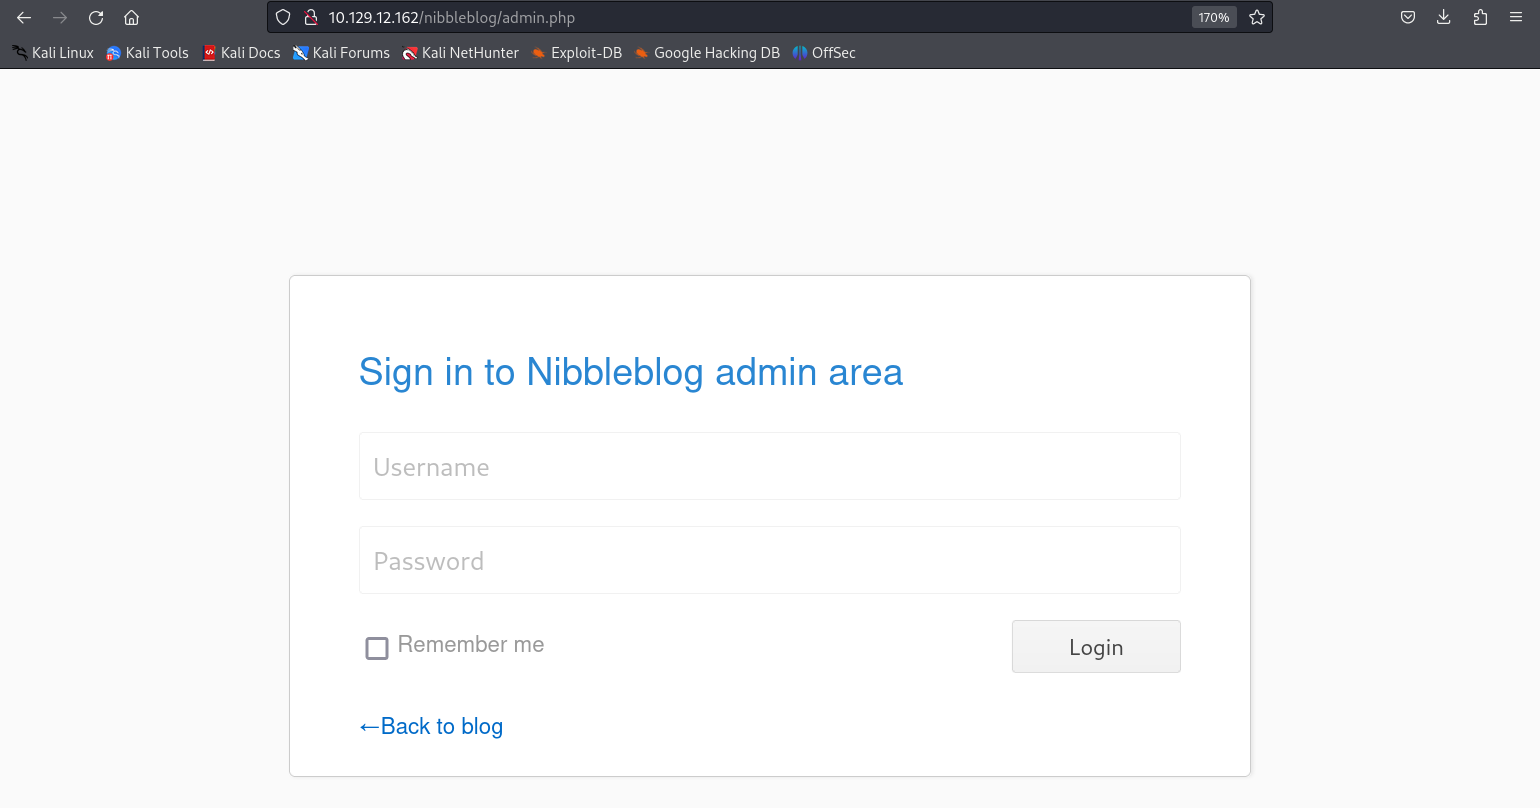 10.129.12.162/nibbleblog/admin.php 170%
Kali Linux Kali Tools Kali Docs Kali Forums Kali NetHunter Exploit-DB Google Hacking DB OffSec
Sign in to Nibbleblog admin area
Username
Password
Remember me Login
←Back to blog